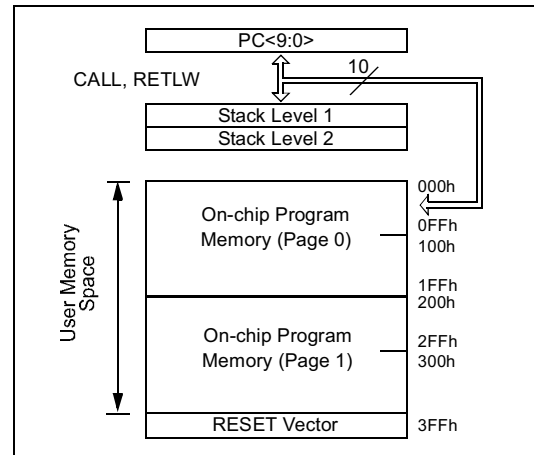 PC<9:0>
CALL, RETLW
10
Stack Level 1
Stack Level 2
User Memory
Space
000h
On-chip Program
Memory (Page 0)
0FFh
100h
1FFh
200h
On-chip Program
Memory (Page 1)
2FFh
300h
RESET Vector
3FFh